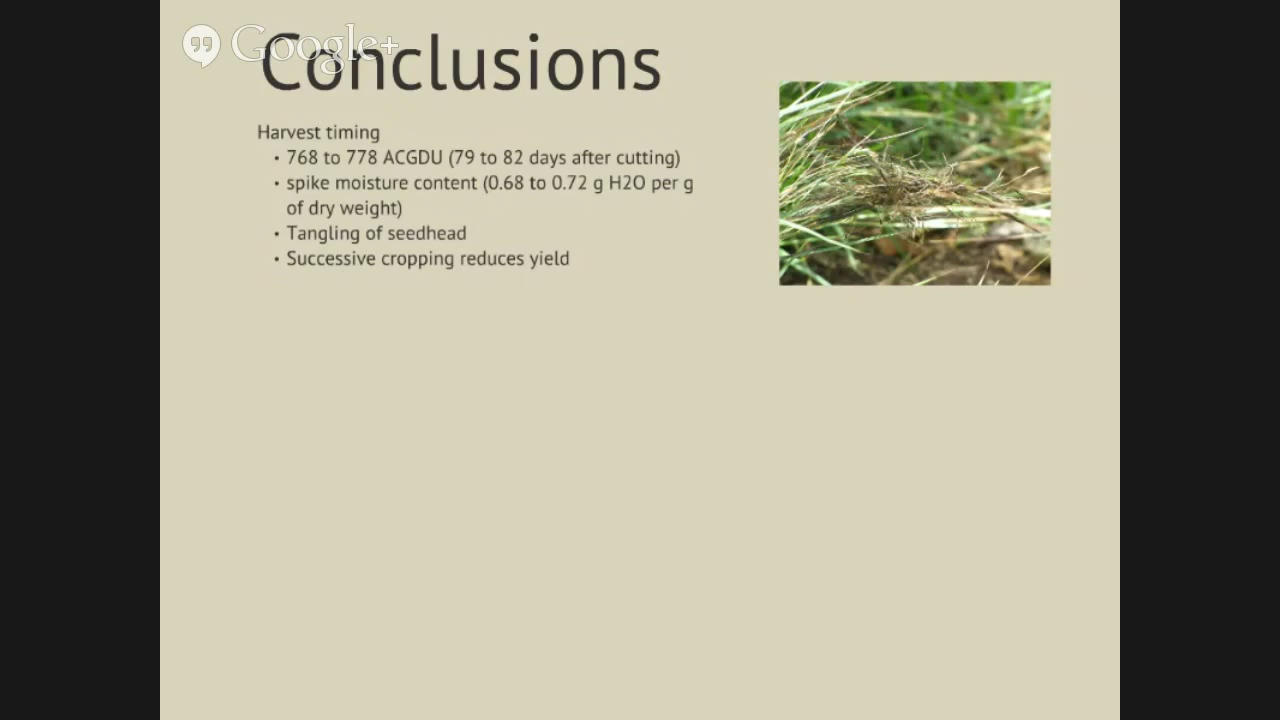 Google+
Conclusions
Harvest timing
• 768 to 778 ACGDU (79 to 82 days after cutting)
• spike moisture content (0.68 to 0.72 g H2O per g
of dry weight)
• Tangling of seedhead
• Successive cropping reduces yield